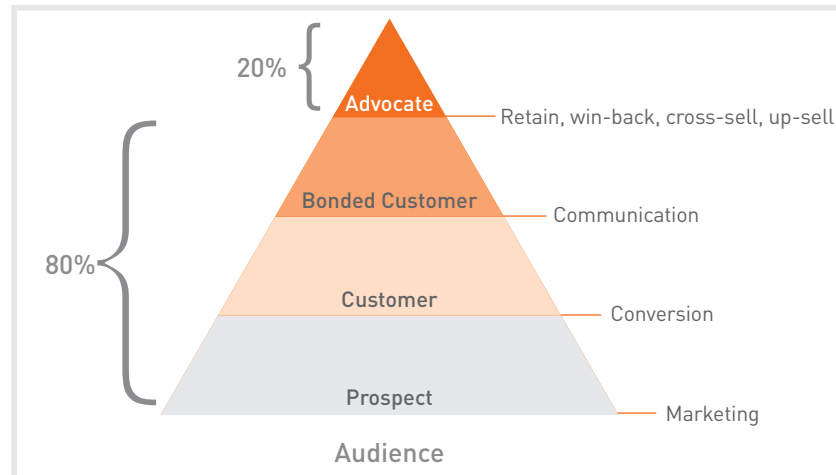 20%
Advocate
Retain, win-back, cross-sell, up-sell
Bonded Customer
Communication
80%
Customer
Conversion
Prospect
Marketing
Audience